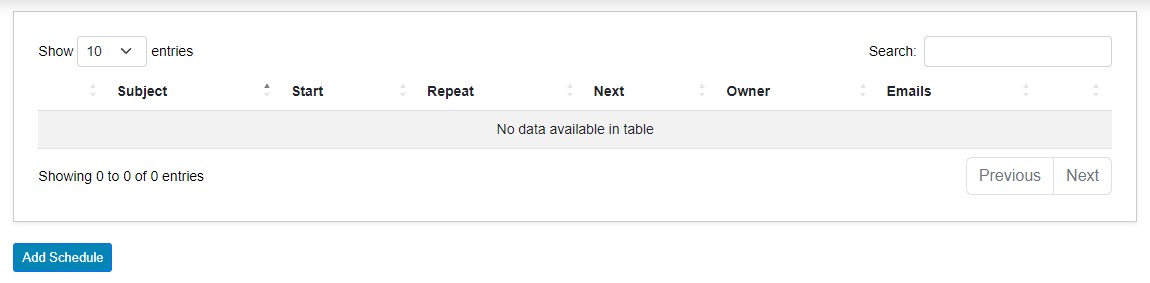 Show 10 entries Search:
Subject Start Repeat Next Owner Emails
No data available in table
Showing 0 to 0 of 0 entries Previous Next
Add Schedule